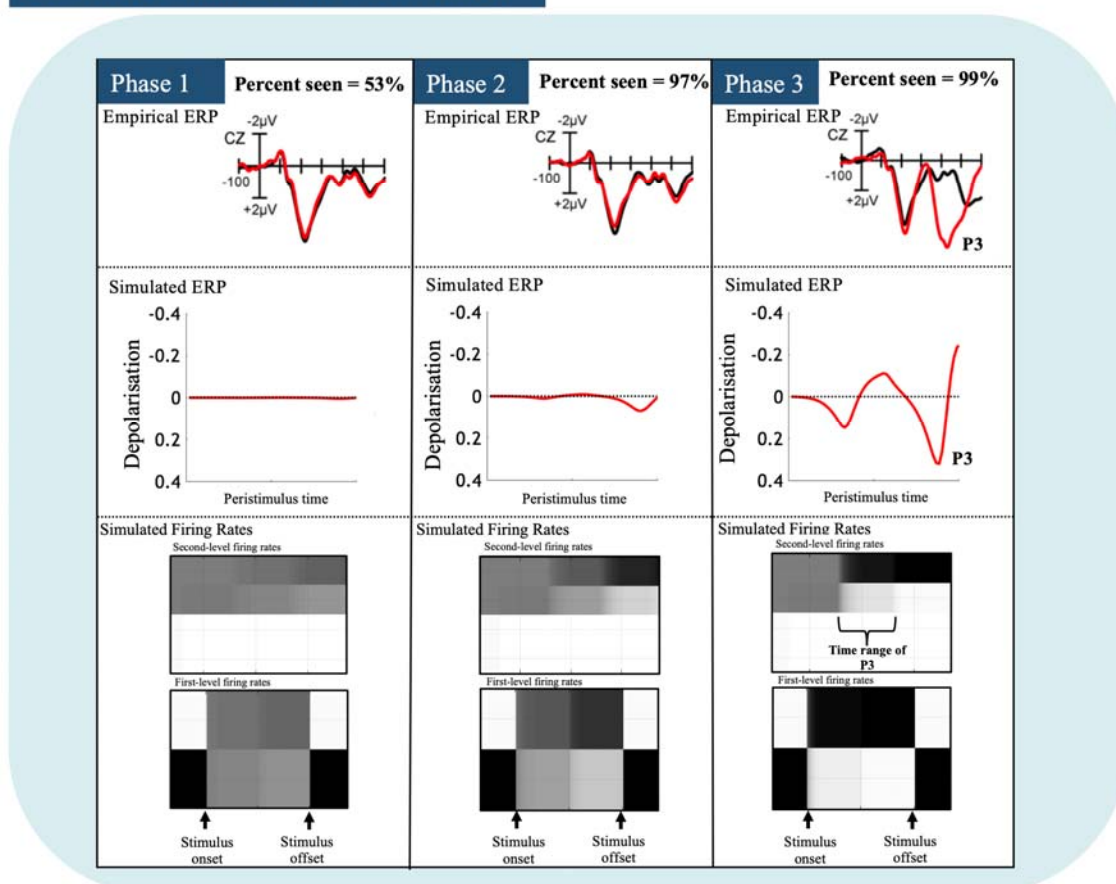 Phase 1
Percent seen = 53%
Empirical ERP
-2µV
CZ
-100
+2µV
Simulated ERP
-0.4
-0.2
0
0.2
0.4
Depolarisation
Peristimulus time
Simulated Firing Rates
Second-level firing rates
First-level firing rates
Stimulus
onset
Stimulus
offset
Phase 2
Percent seen = 97%
Empirical ERP
-2µV
CZ
-100
+2µV
Simulated ERP
-0.4
-0.2
0
0.2
0.4
Depolarisation
Peristimulus time
Simulated Firing Rates
Second-level firing rates
First-level firing rates
Stimulus
onset
Stimulus
offset
Phase 3
Percent seen = 99%
Empirical ERP
-2µV
CZ
-100
+2µV
P3
Simulated ERP
-0.4
-0.2
0
0.2
0.4
Depolarisation
P3
Peristimulus time
Simulated Firing Rates
Second-level firing rates
Time range of
P3
First-level firing rates
Stimulus
onset
Stimulus
offset